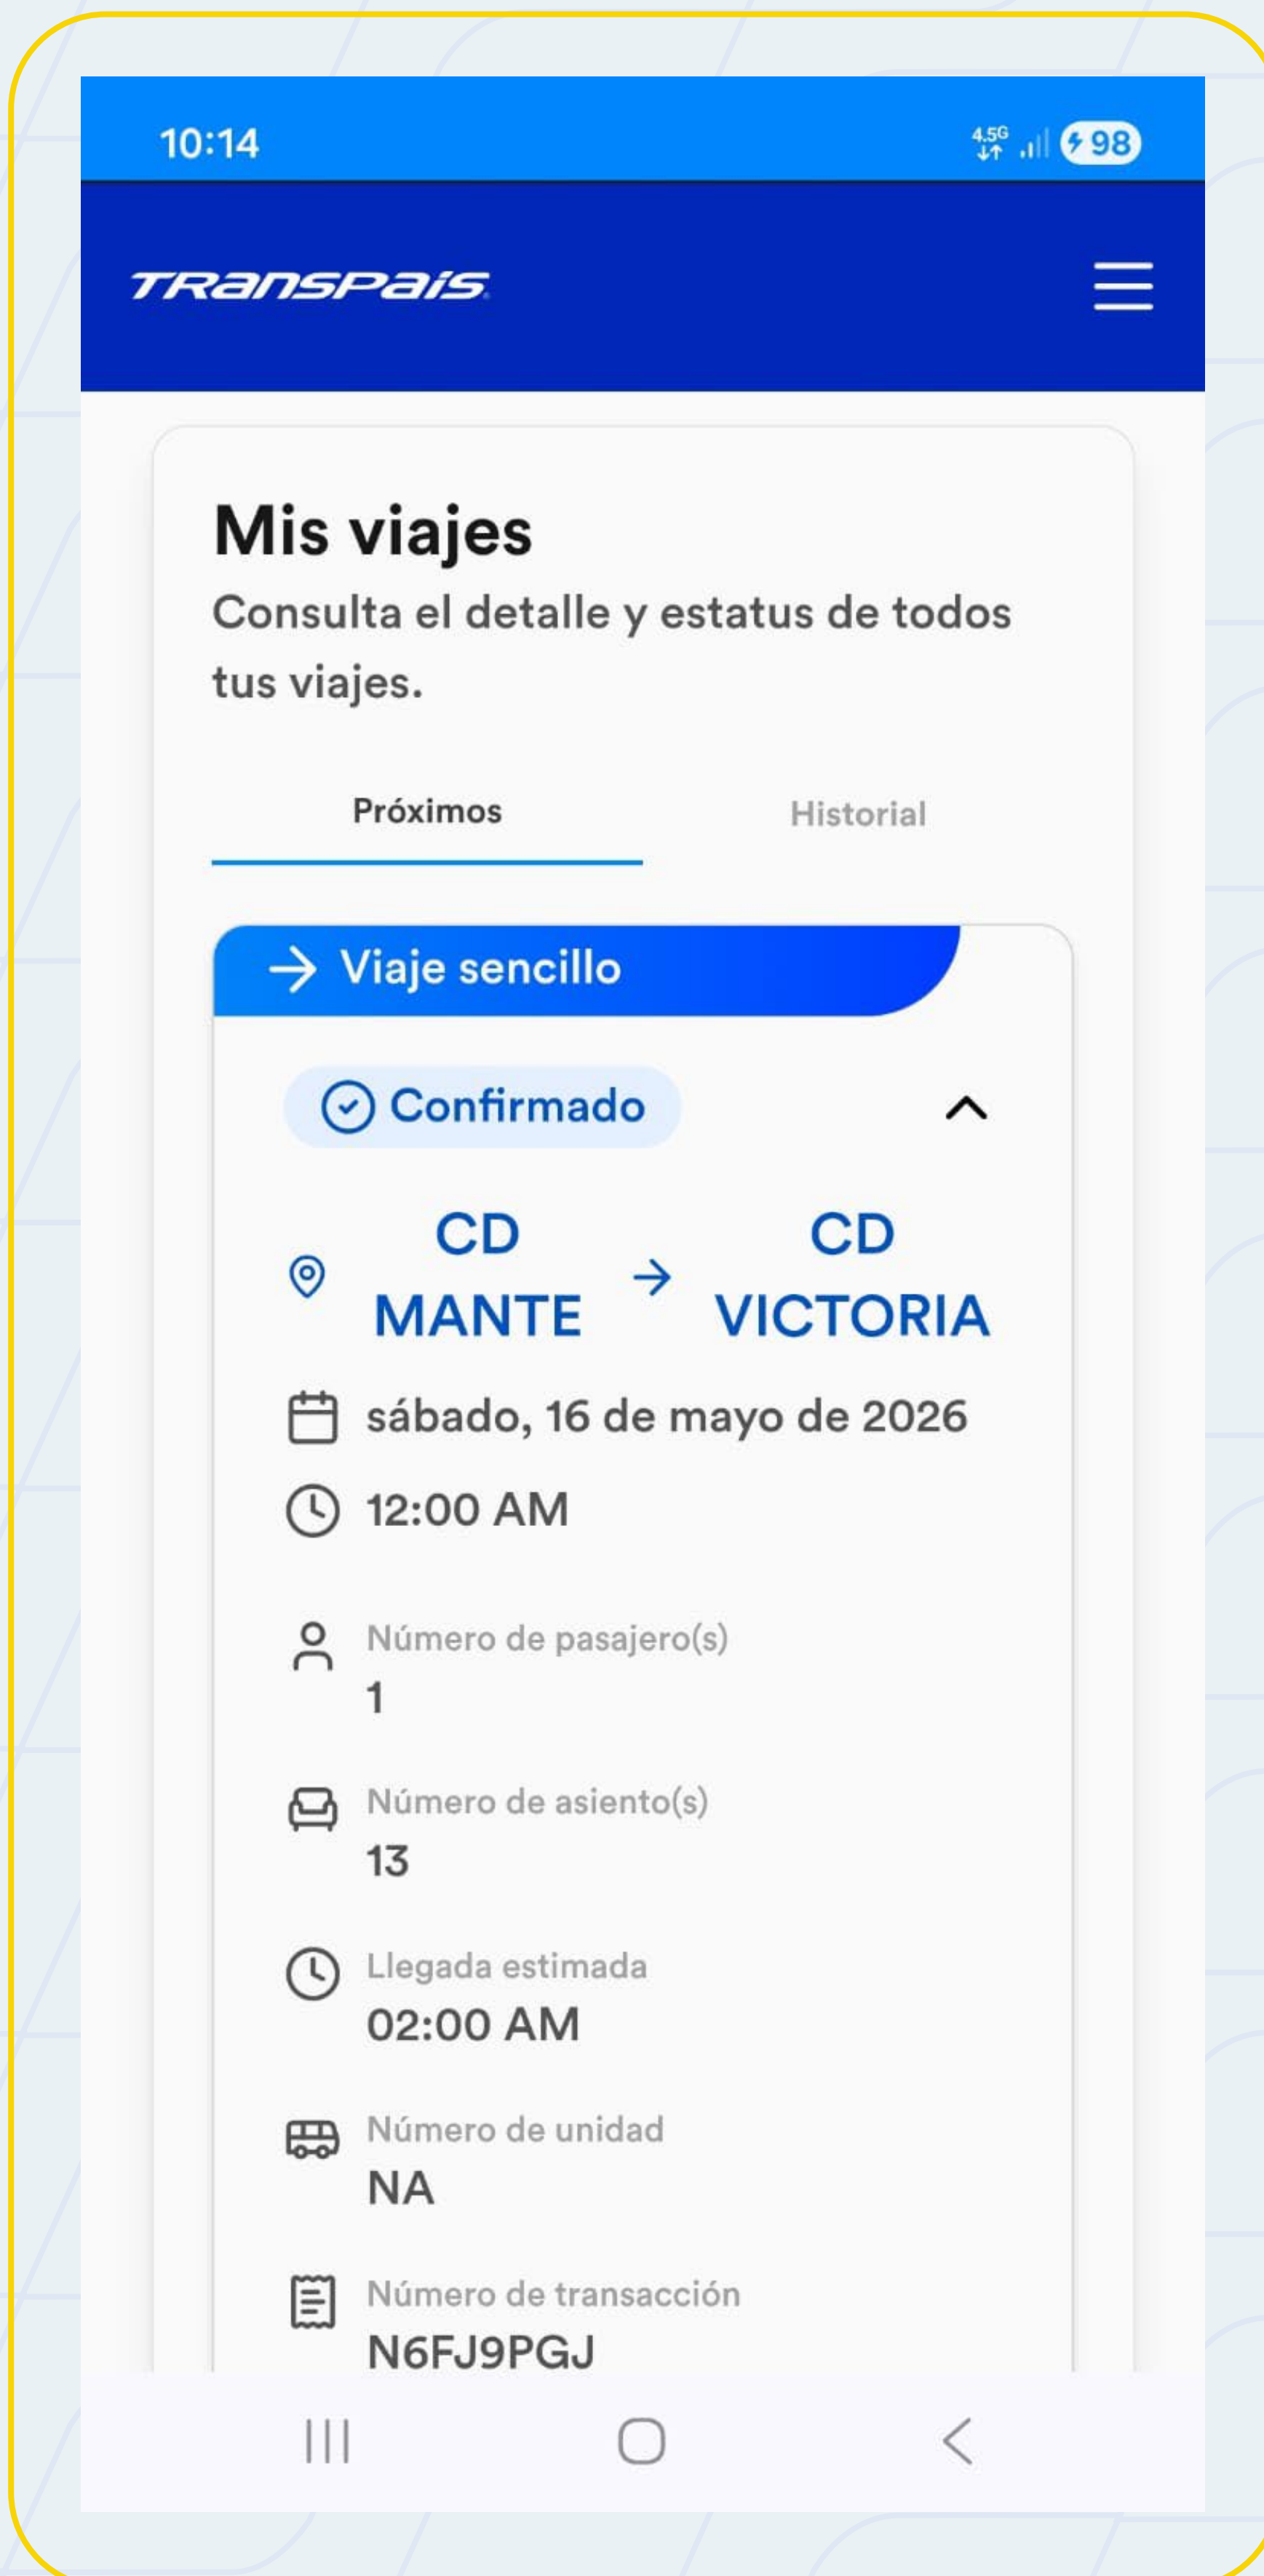 10:14
4.5G
98
TRANSPAÍS
Mis viajes
Consulta el detalle y estatus de todos
tus viajes.
Próximos
Historial
Viaje sencillo
Confirmado
CD
MANTE
CD
VICTORIA
sábado, 16 de mayo de 2026
12:00 AM
Número de pasajero(s)
1
Número de asiento(s)
13
Llegada estimada
02:00 AM
Número de unidad
NA
Número de transacción
N6FJ9PGJ